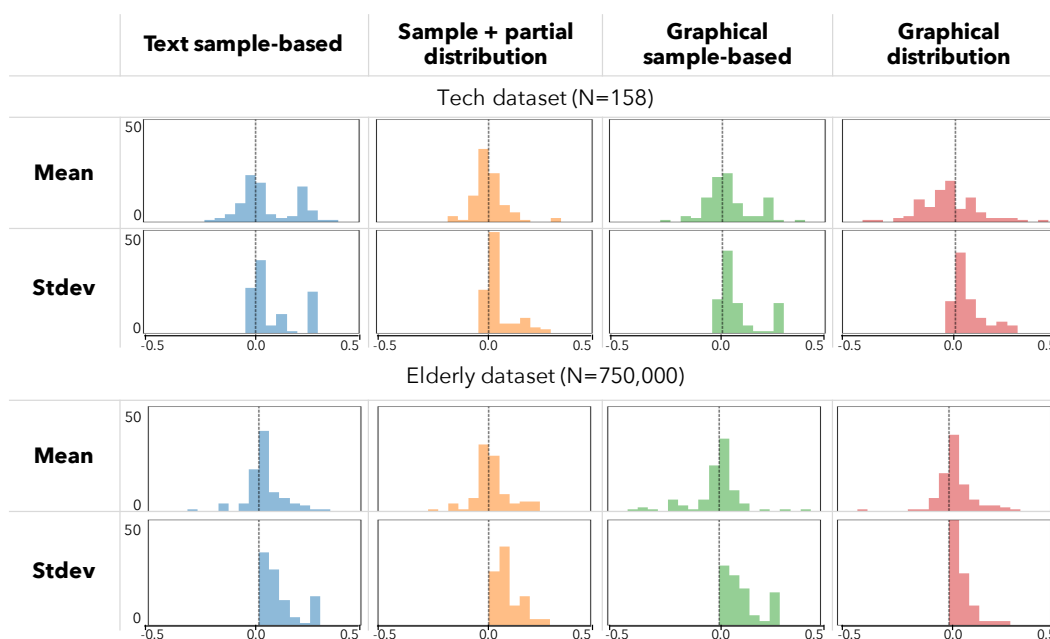 Text sample-based
Sample + partial
distribution
Graphical
sample-based
Graphical
distribution
Tech dataset (N=158)
Mean
50
0
Stdev
50
0
-0.5 0.0 0.5 -0.5 0.0 0.5 -0.5 0.0 0.5 -0.5 0.0 0.5
Elderly dataset (N=750,000)
Mean
50
0
Stdev
50
0
-0.5 0.0 0.5 -0.5 0.0 0.5 -0.5 0.0 0.5 -0.5 0.0 0.5